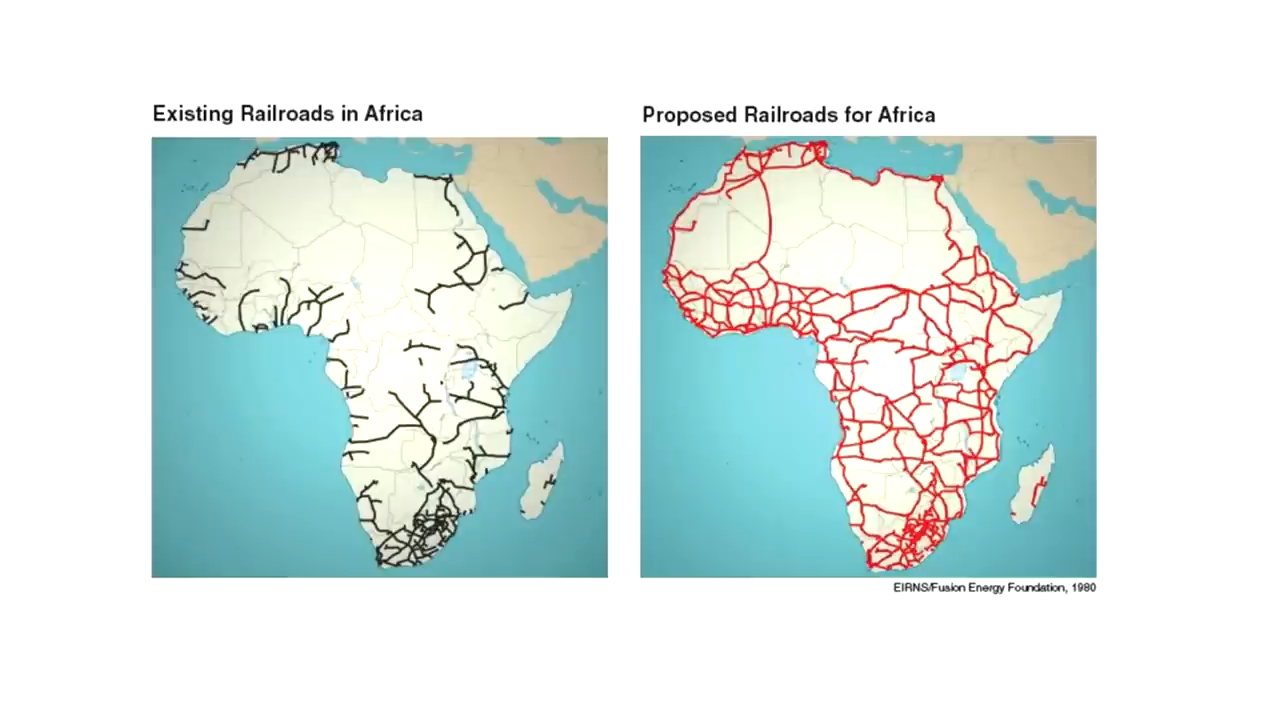 Existing Railroads in Africa
Proposed Railroads for Africa
EIRNS/Fusion Energy Foundation, 1980